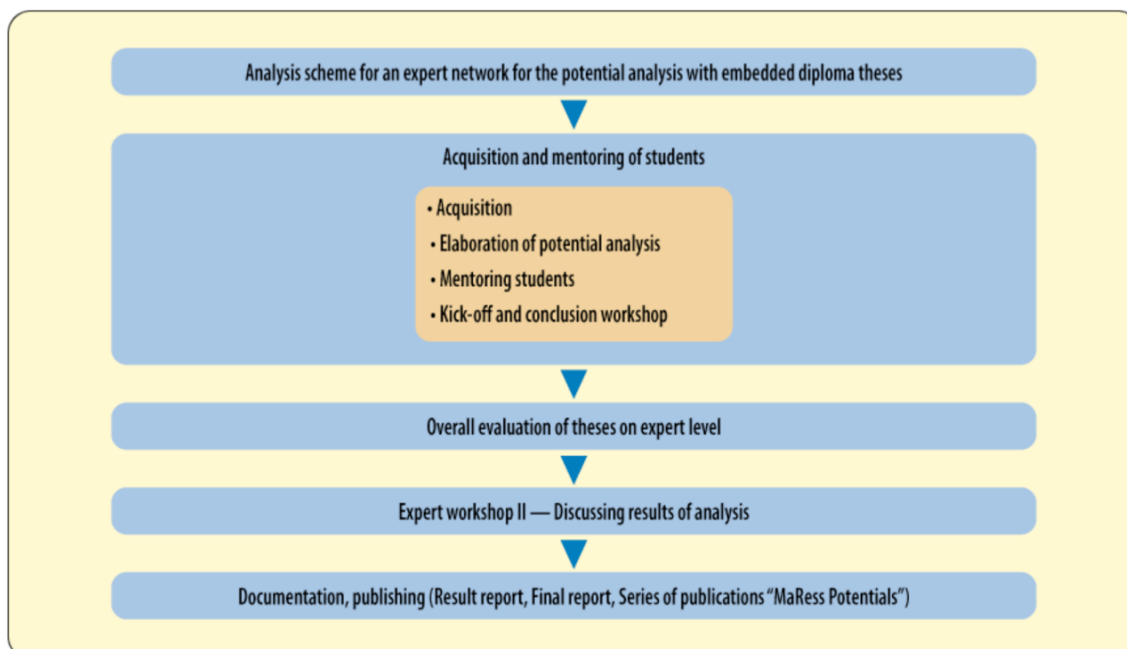 Analysis scheme for an expert network for the potential analysis with embedded diploma theses
Acquisition and mentoring of students
• Acquisition
• Elaboration of potential analysis
• Mentoring students
• Kick-off and conclusion workshop
Overall evaluation of theses on expert level
Expert workshop II — Discussing results of analysis
Documentation, publishing (Result report, Final report, Series of publications “MaRess Potentials”)